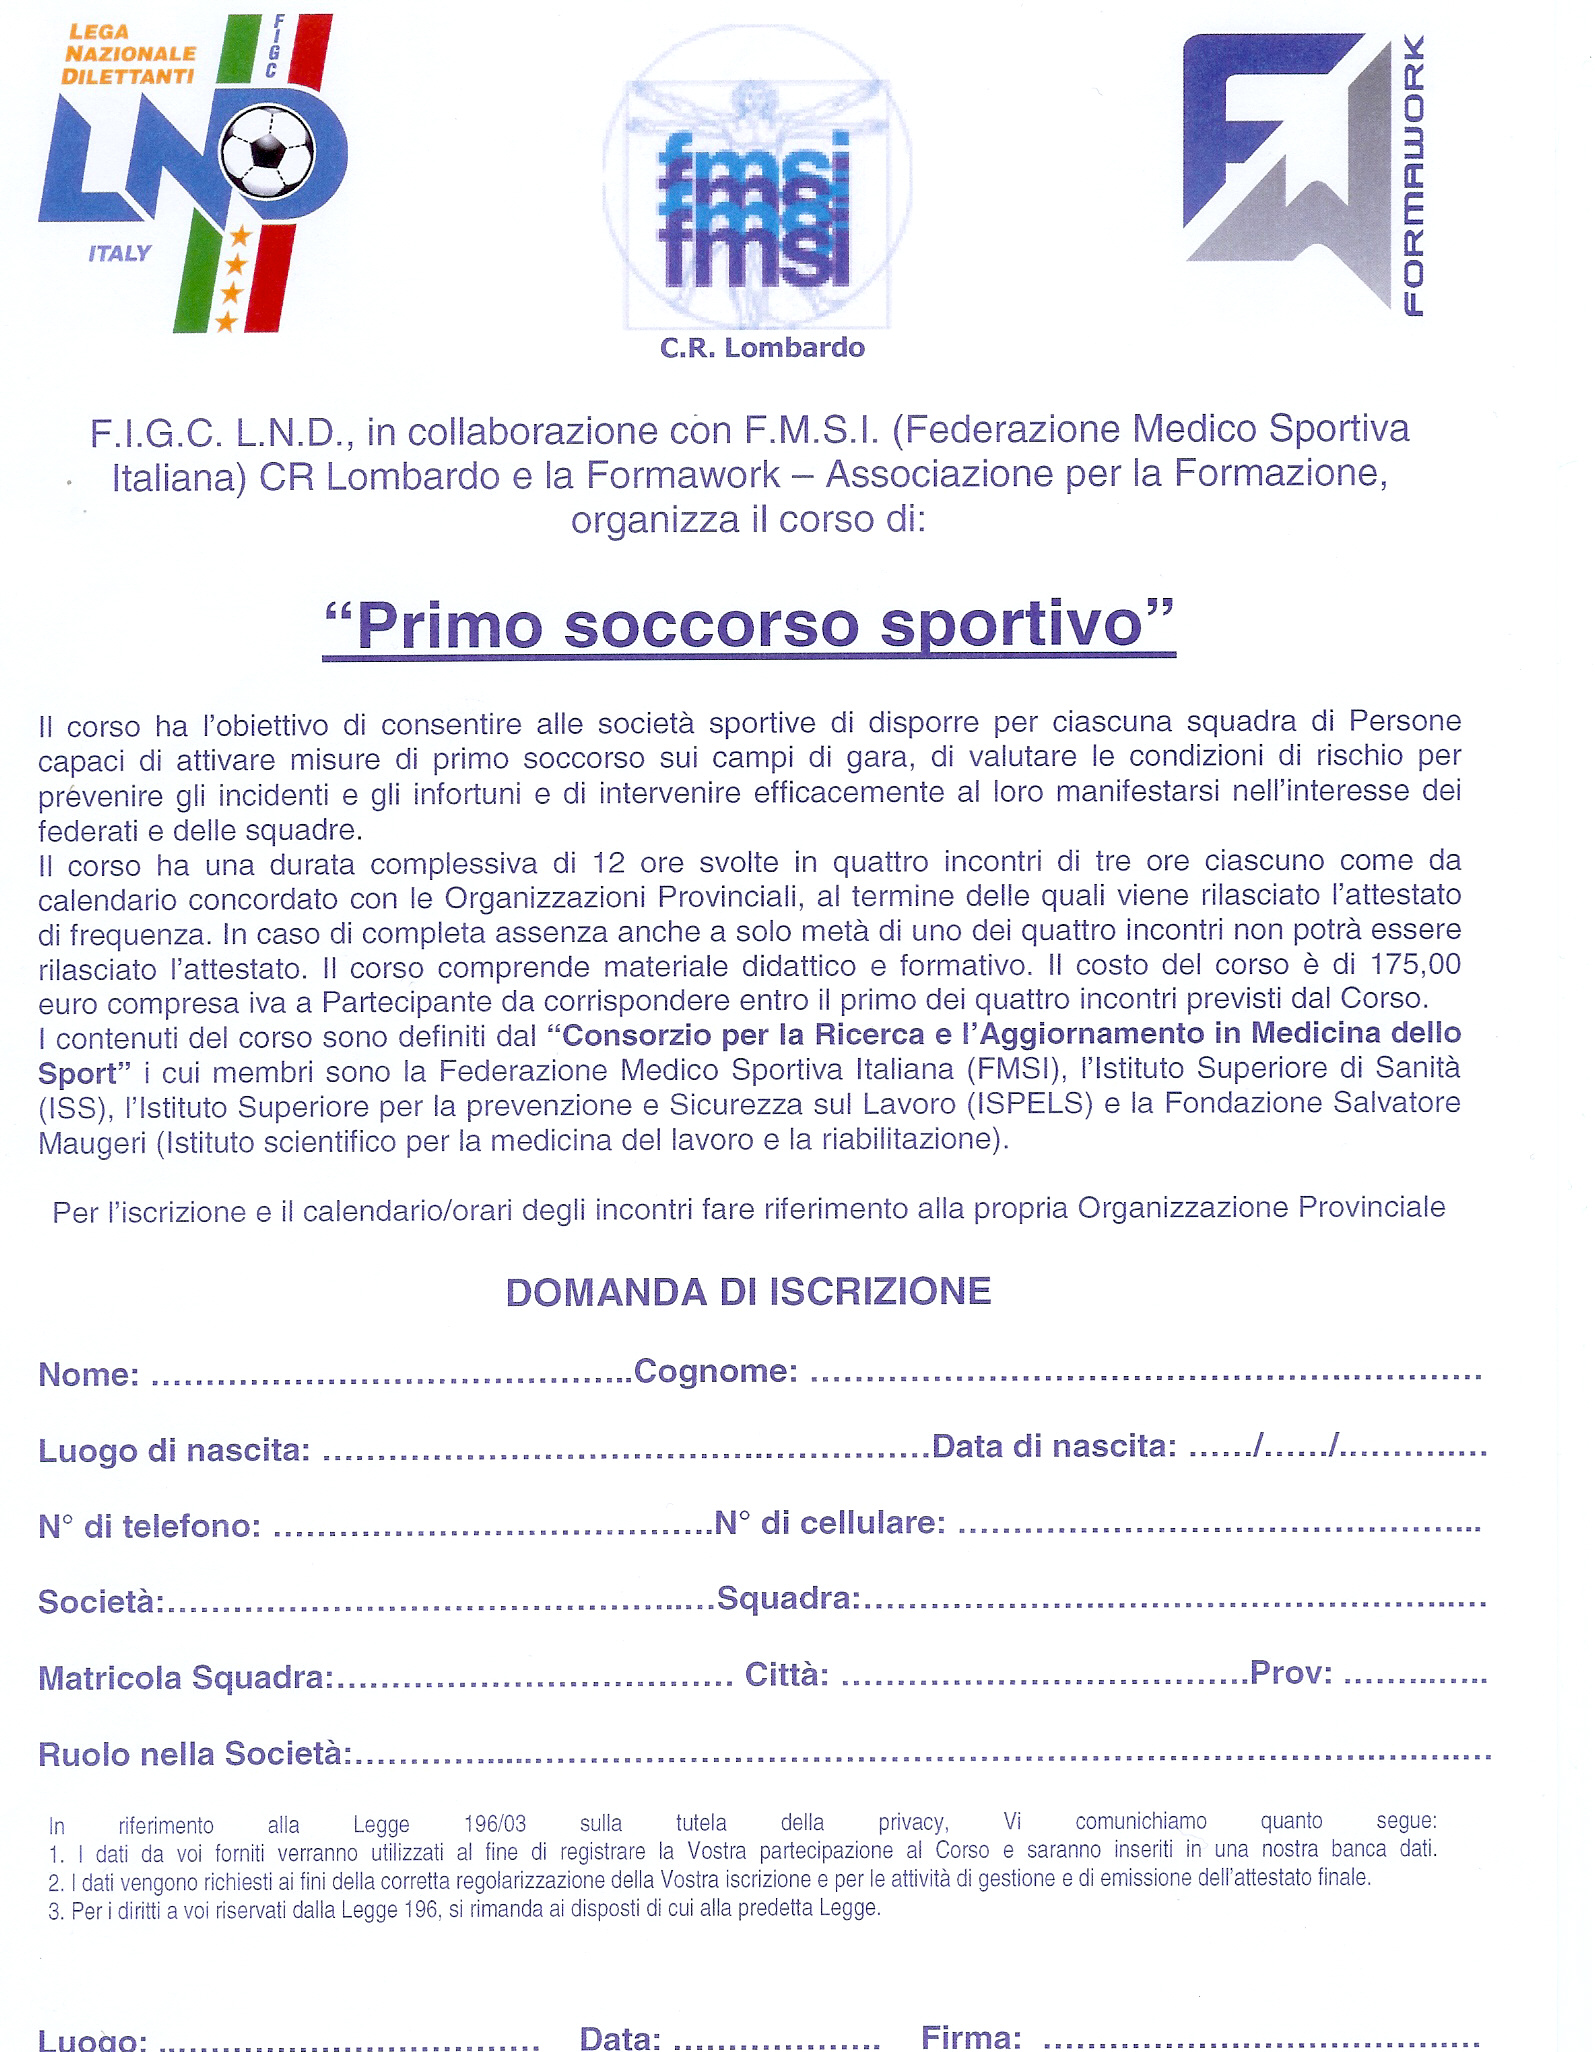 LEGA
NAZIONALE
DILETTANTI
FIGC
LND
ITALY
fmsi
fmsi
fmsi
C.R. Lombardo
FW
FORMAWORK
F.I.G.C. L.N.D., in collaborazione con F.M.S.I. (Federazione Medico Sportiva
Italiana) CR Lombardo e la Formawork – Associazione per la Formazione,
organizza il corso di:
“Primo soccorso sportivo”
Il corso ha l’obiettivo di consentire alle società sportive di disporre per ciascuna squadra di Persone
capaci di attivare misure di primo soccorso sui campi di gara, di valutare le condizioni di rischio per
prevenire gli incidenti e gli infortuni e di intervenire efficacemente al loro manifestarsi nell’interesse dei
federati e delle squadre.
Il corso ha una durata complessiva di 12 ore svolte in quattro incontri di tre ore ciascuno come da
calendario concordato con le Organizzazioni Provinciali, al termine delle quali viene rilasciato l’attestato
di frequenza. In caso di completa assenza anche a solo metà di uno dei quattro incontri non potrà essere
rilasciato l’attestato. Il corso comprende materiale didattico e formativo. Il costo del corso è di 175,00
euro compresa iva a Partecipante da corrispondere entro il primo dei quattro incontri previsti dal Corso.
I contenuti del corso sono definiti dal “Consorzio per la Ricerca e l’Aggiornamento in Medicina dello
Sport” i cui membri sono la Federazione Medico Sportiva Italiana (FMSI), l’Istituto Superiore di Sanità
(ISS), l’Istituto Superiore per la prevenzione e Sicurezza sul Lavoro (ISPELS) e la Fondazione Salvatore
Maugeri (Istituto scientifico per la medicina del lavoro e la riabilitazione).
Per l’iscrizione e il calendario/orari degli incontri fare riferimento alla propria Organizzazione Provinciale
DOMANDA DI ISCRIZIONE
Nome: ............................................Cognome: .............................................................
Luogo di nascita: .......................................................Data di nascita: ....../....../..............
N° di telefono: ........................................N° di cellulare: ................................................
Società:..................................................Squadra:.........................................................
Matricola Squadra:.................................... Città: .....................................Prov: .............
Ruolo nella Società:........................................................................................................
In riferimento alla Legge 196/03 sulla tutela della privacy, Vi comunichiamo quanto segue:
1. I dati da voi forniti verranno utilizzati al fine di registrare la Vostra partecipazione al Corso e saranno inseriti in una nostra banca dati.
2. I dati vengono richiesti ai fini della corretta regolarizzazione della Vostra iscrizione e per le attività di gestione e di emissione dell’attestato finale.
3. Per i diritti a voi riservati dalla Legge 196, si rimanda ai disposti di cui alla predetta Legge.
Luogo: ................................... Data: ................... Firma: ........................................